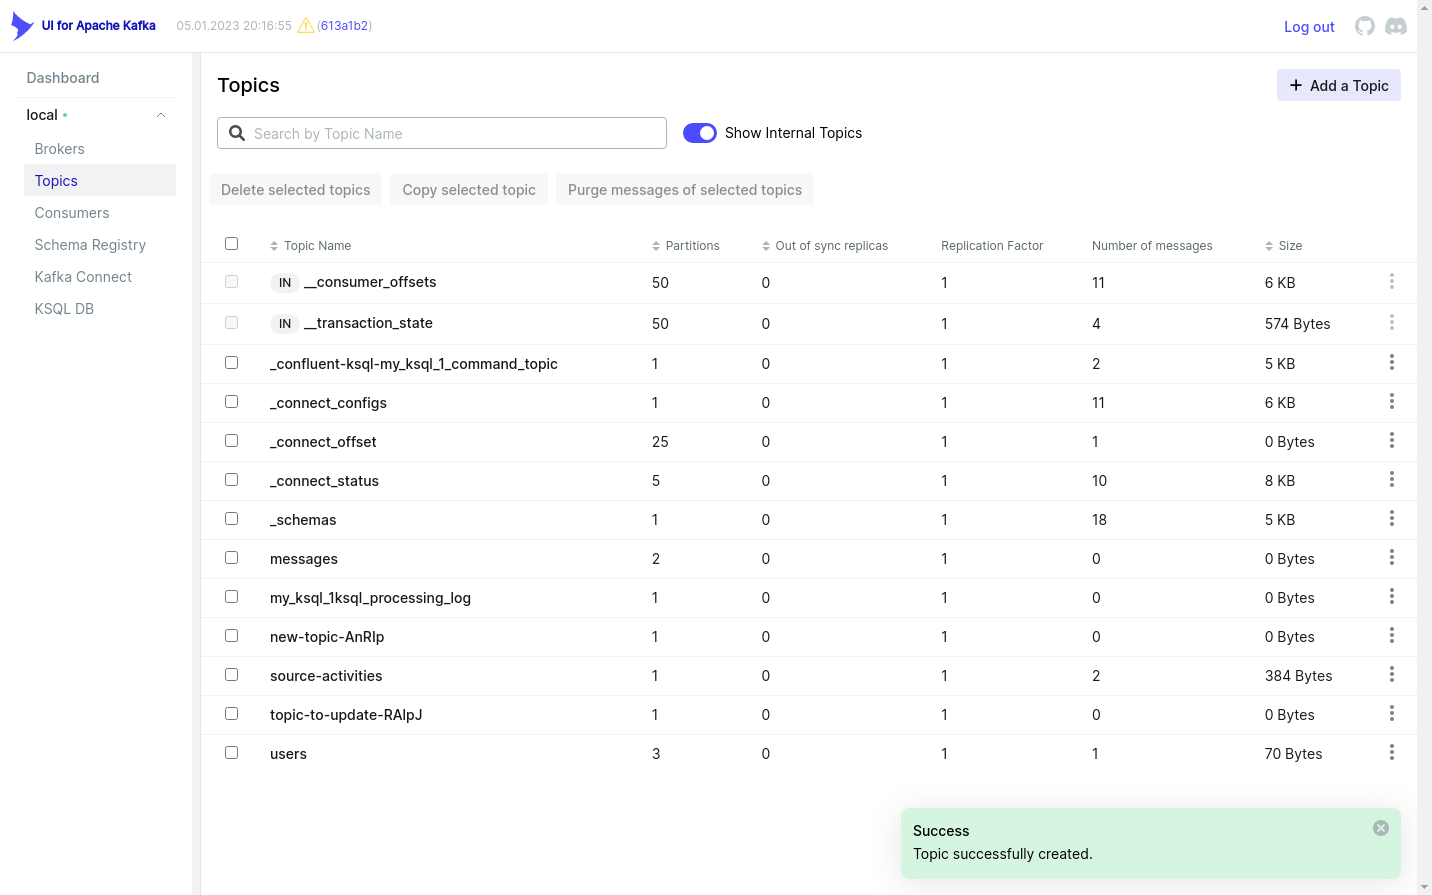 UI for Apache Kafka 05.01.2023 20:16:55 (613a1b2) Log out
Dashboard
local
Brokers
Topics
Consumers
Schema Registry
Kafka Connect
KSQL DB
Topics
Add a Topic
Search by Topic Name
Show Internal Topics
Delete selected topics Copy selected topic Purge messages of selected topics
Topic Name Partitions Out of sync replicas Replication Factor Number of messages Size
IN __consumer_offsets 50 0 1 11 6 KB
IN __transaction_state 50 0 1 4 574 Bytes
_confluent-ksql-my_ksql_1_command_topic 1 0 1 2 5 KB
_connect_configs 1 0 1 11 6 KB
_connect_offset 25 0 1 1 0 Bytes
_connect_status 5 0 1 10 8 KB
_schemas 1 0 1 18 5 KB
messages 2 0 1 0 0 Bytes
my_ksql_1ksql_processing_log 1 0 1 0 0 Bytes
new-topic-AnRlp 1 0 1 0 0 Bytes
source-activities 1 0 1 2 384 Bytes
topic-to-update-RAlpJ 1 0 1 0 0 Bytes
users 3 0 1 1 70 Bytes
Success
Topic successfully created.